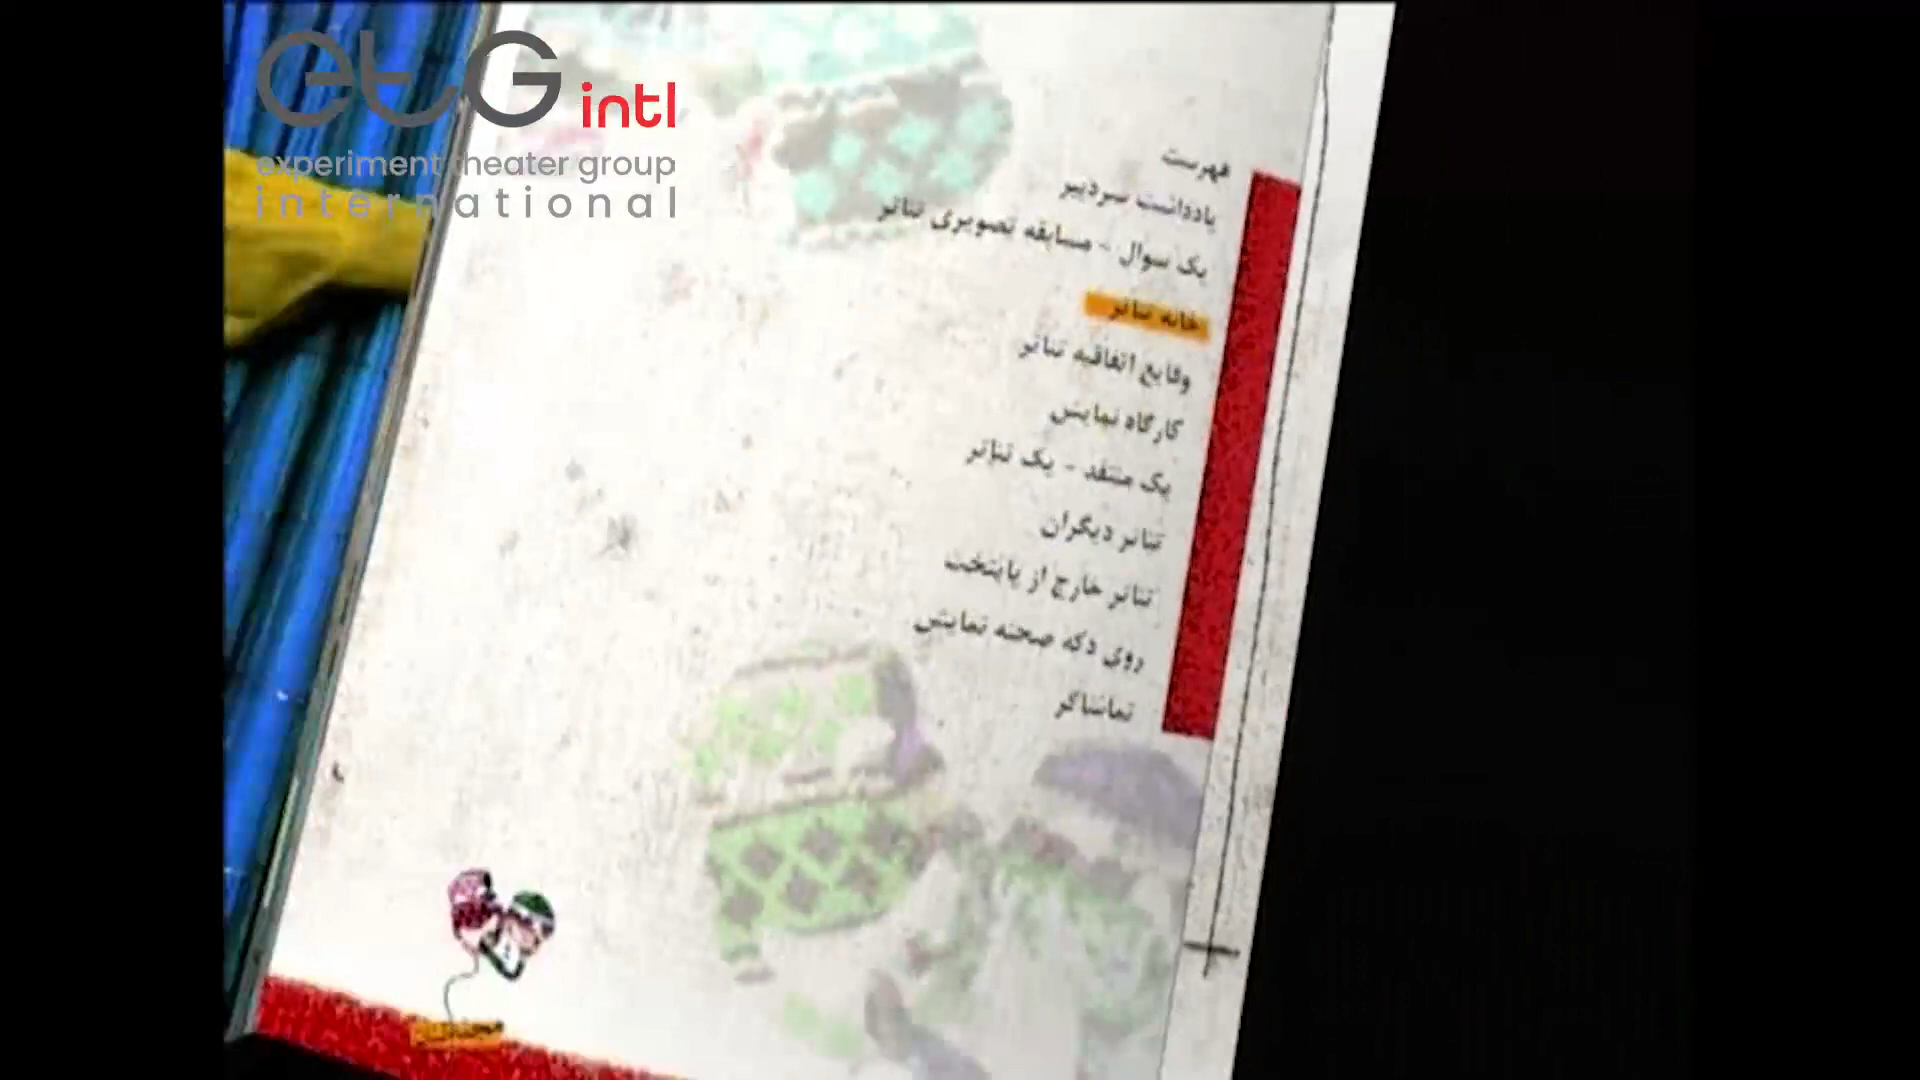 etG intl
experiment theater group
international
فهرست
یادداشت سردبیر
یک سوال - مسابقه تصویری تئاتر
خانه تئاتر
وقایع اتفاقیه تئاتر
کارگاه نمایش
یک منتقد - یک تئاتر
تئاتر دیگران
تئاتر خارج از پایتخت
روی دکه صحنه نمایش
تماشاگر